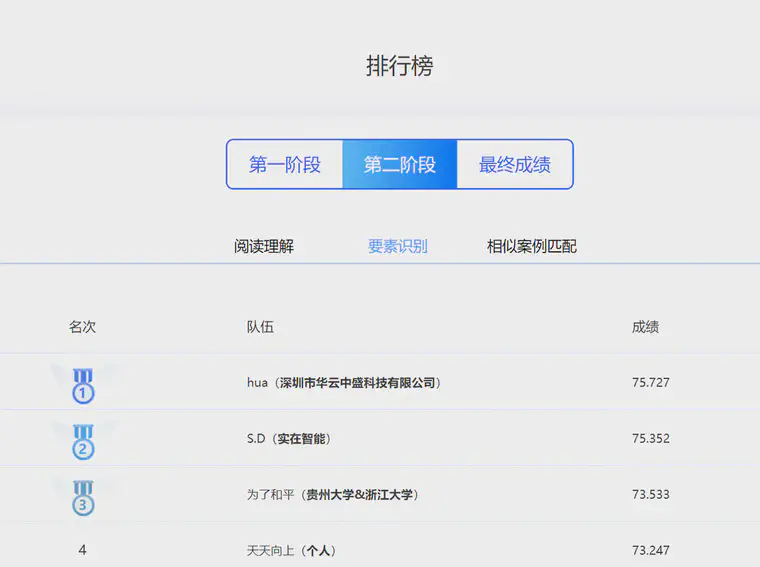 排行榜
第一阶段 第二阶段 最终成绩
阅读理解 要素识别 相似案例匹配
名次 队伍 成绩
1 hua（深圳市华云中盛科技有限公司） 75.727
2 S.D（实在智能） 75.352
3 为了和平（贵州大学&浙江大学） 73.533
4 天天向上（个人） 73.247